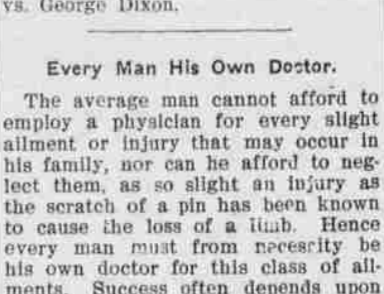 vs. George Dixon.
Every Man His Own Doctor.
The average man cannot afford to
employ a physician for every slight
ailment or injury that may occur in
his family, nor can he afford to neg-
lect them, as so slight an injury as
the scratch of a pin has been known
to cause the loss of a limb. Hence
every man must from necesrity be
his own doctor for this class of ail-
ments. Success often depends upon